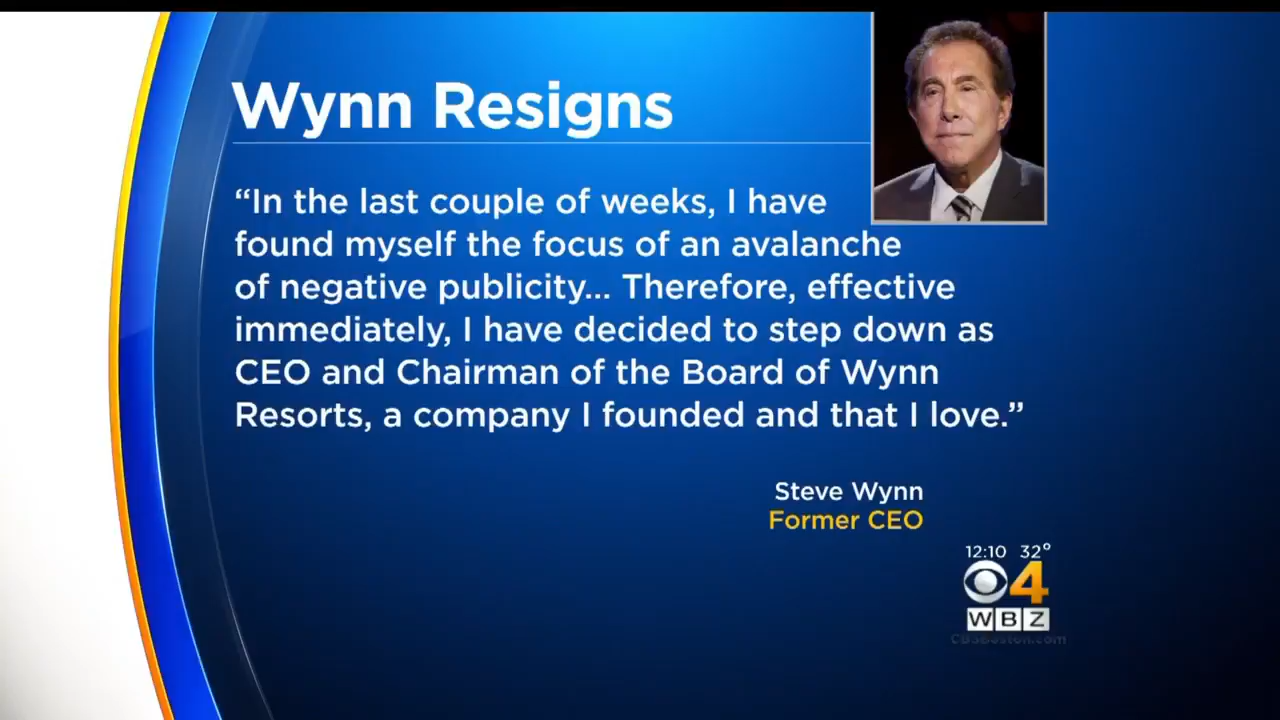 Wynn Resigns
“In the last couple of weeks, I have
found myself the focus of an avalanche
of negative publicity... Therefore, effective
immediately, I have decided to step down as
CEO and Chairman of the Board of Wynn
Resorts, a company I founded and that I love.”
Steve Wynn
Former CEO
12:10 32°
4
WBZ
CBSBoston.com